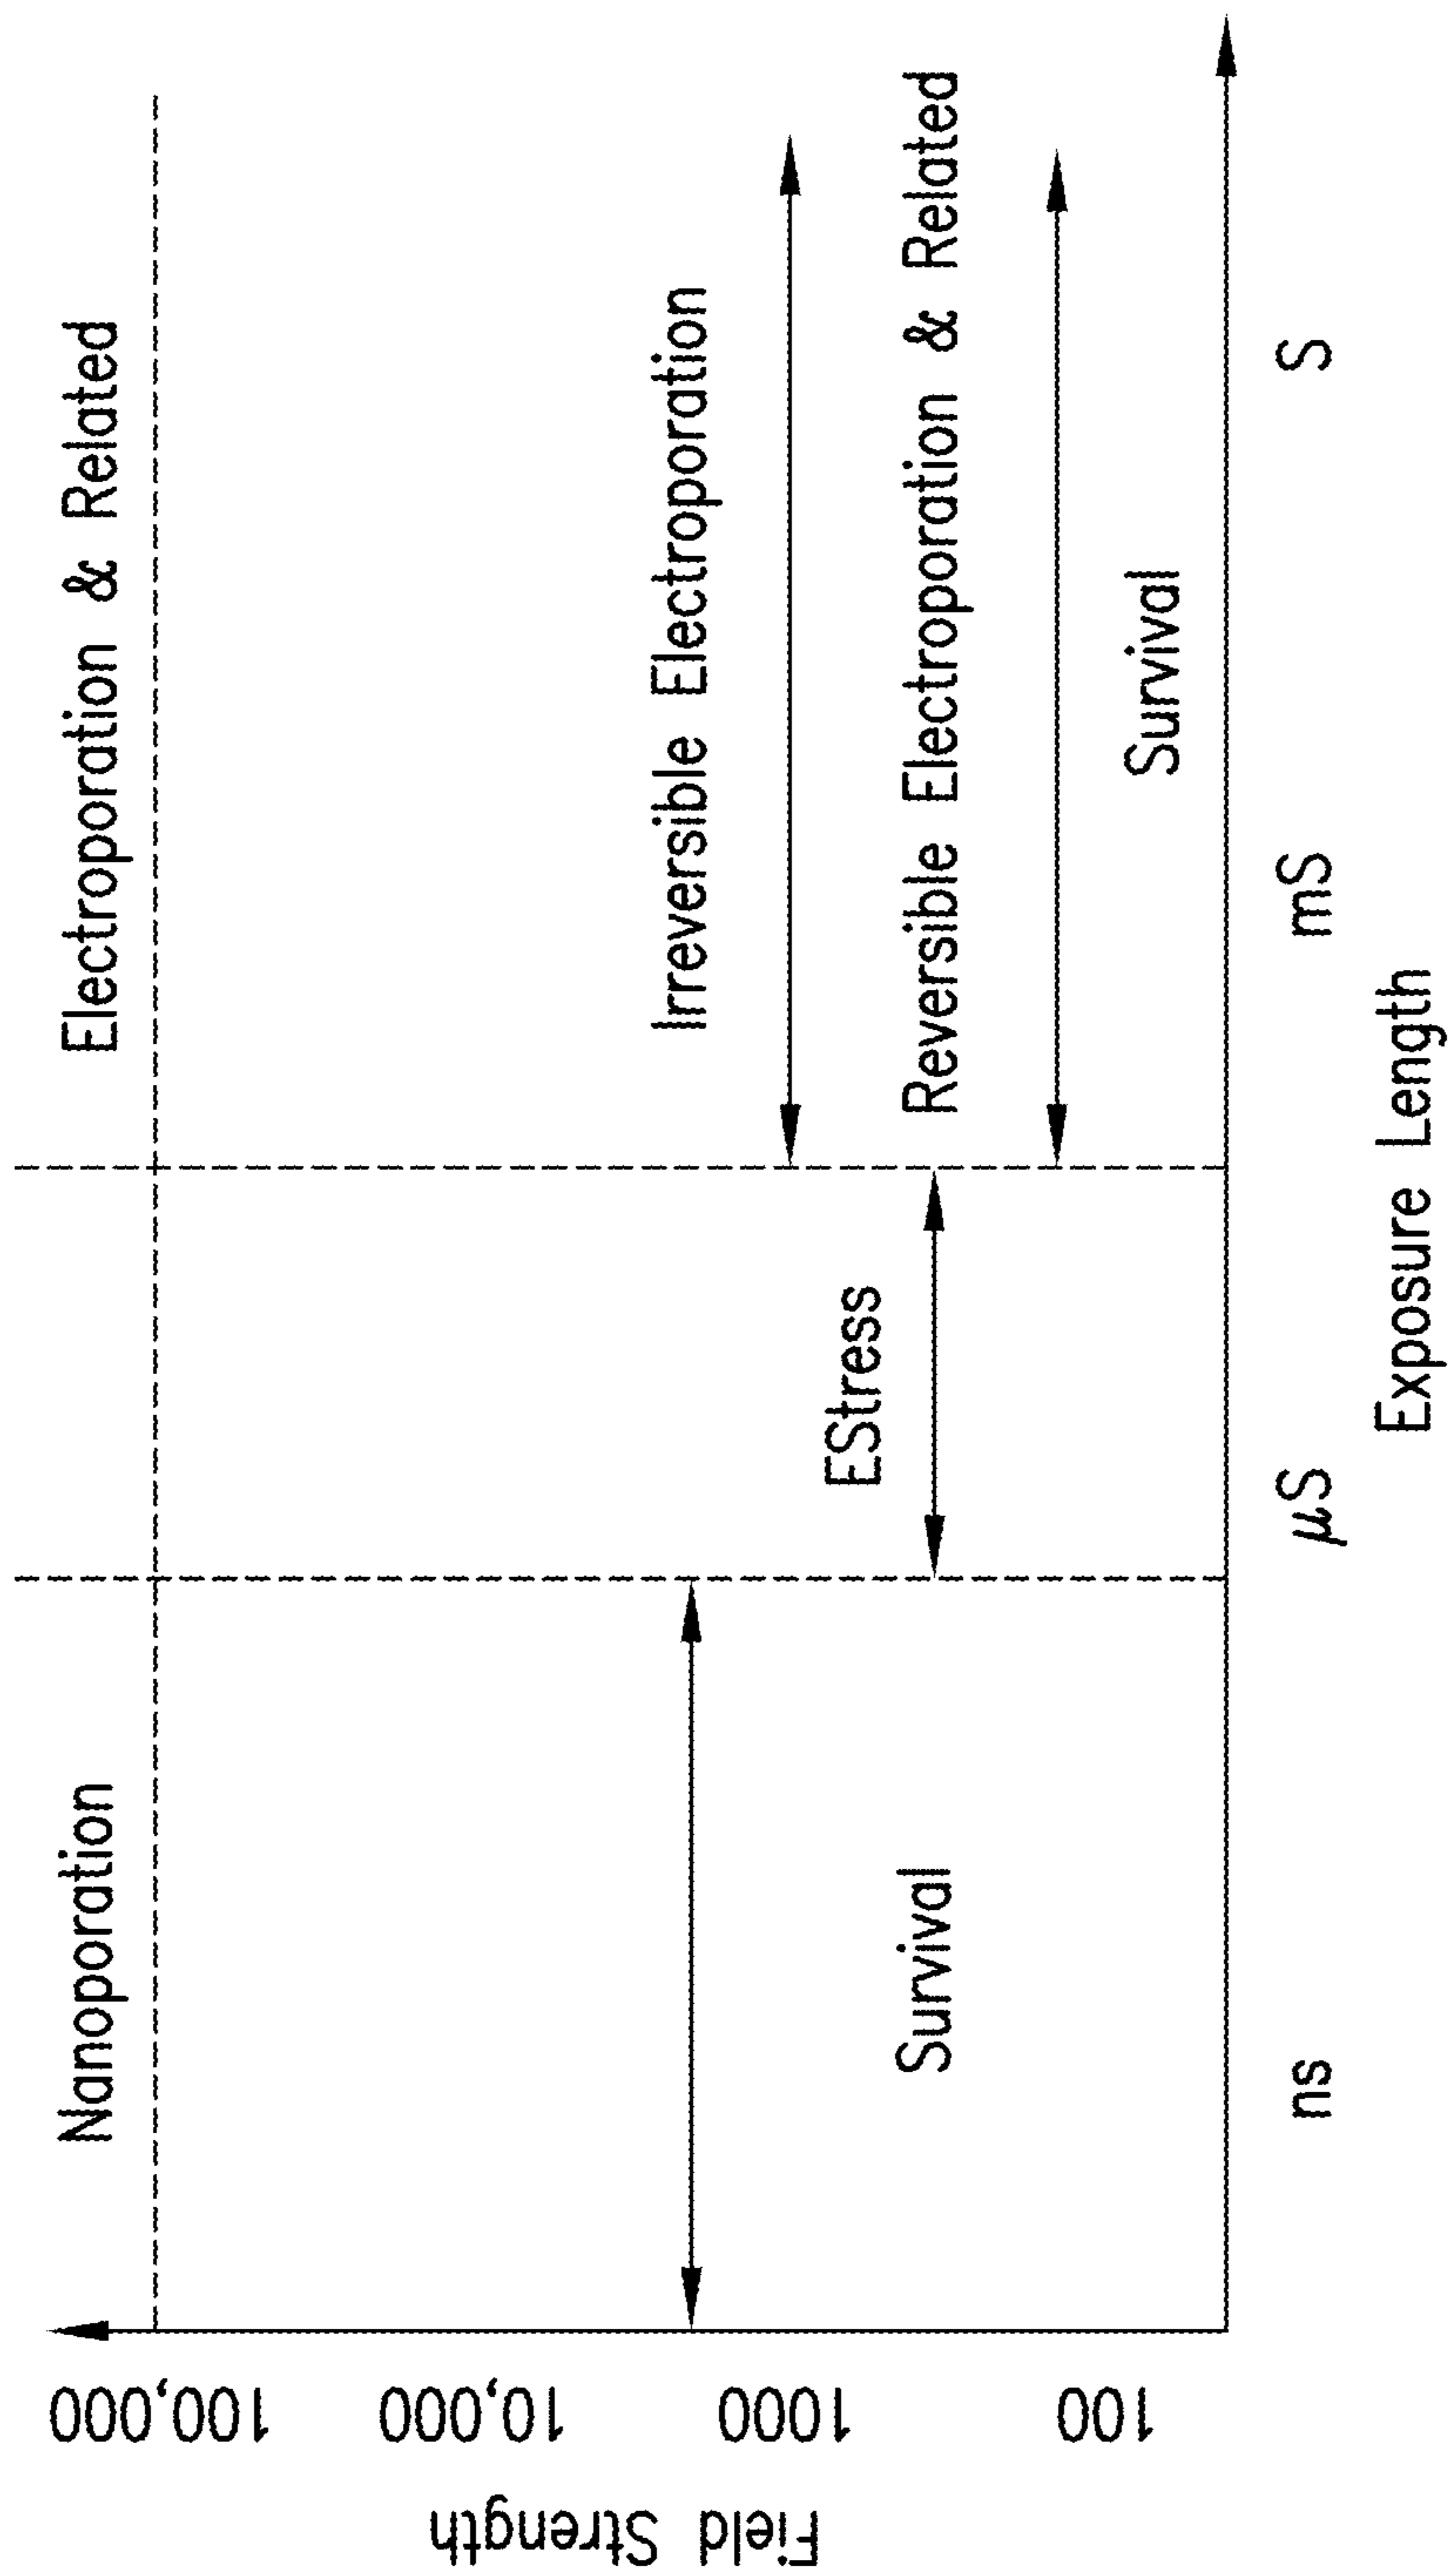 Nanoporation
Electroporation & Related
Field Strength
100,000
10,000
1000
100
Irreversible Electroporation
EStress
Survival
Reversible Electroporation & Related
Survival
ns
μS
mS
S
Exposure Length